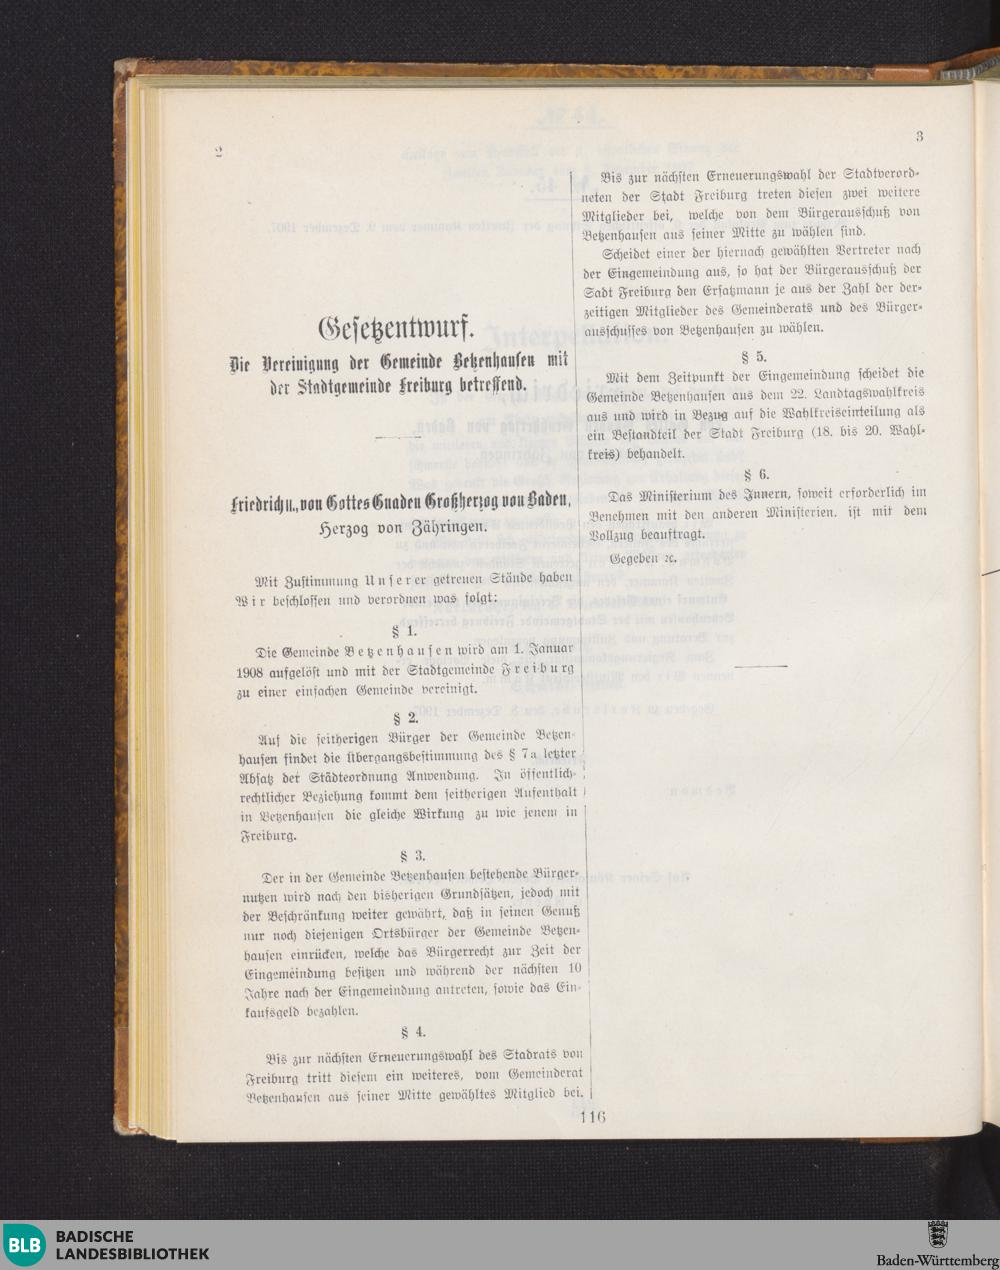 2
Gesetzentwurf.
Die Vereinigung der Gemeinde Betzenhausen mit
der Stadtgemeinde Freiburg betreffend.
Friedrich II., von Gottes Gnaden Großherzog von Baden,
Herzog von Zähringen.
Mit Zustimmung Unserer getreuen Stände haben
Wir beschlossen und verordnen was folgt:
§ 1.
Die Gemeinde Betzenhausen wird am 1. Januar
1908 aufgelöst und mit der Stadtgemeinde Freiburg
zu einer einfachen Gemeinde vereinigt.
§ 2.
Auf die seitherigen Bürger der Gemeinde Betzen-
hausen findet die Übergangsbestimmung des § 7a letzter
Absatz der Städteordnung Anwendung. In öffentlich-
rechtlicher Beziehung kommt dem seitherigen Aufenthalt
in Betzenhausen die gleiche Wirkung zu wie jenem in
Freiburg.
§ 3.
Der in der Gemeinde Betzenhausen bestehende Bürger-
nutzen wird nach den bisherigen Grundsätzen, jedoch mit
der Beschränkung weiter gewährt, daß in seinen Genuß
nur noch diejenigen Ortsbürger der Gemeinde Betzen-
hausen einrücken, welche das Bürgerrecht zur Zeit der
Eingemeindung besitzen und während der nächsten 10
Jahre nach der Eingemeindung antreten, sowie das Ein-
kaufsgeld bezahlen.
§ 4.
Bis zur nächsten Erneuerungswahl des Stadrats von
Freiburg tritt diesem ein weiteres, vom Gemeinderat
Betzenhausen aus seiner Mitte gewähltes Mitglied bei.
3
Bis zur nächsten Erneuerungswahl der Stadtverord-
neten der Stadt Freiburg treten diesen zwei weitere
Mitglieder bei, welche von dem Bürgerausschuß von
Betzenhausen aus seiner Mitte zu wählen sind.
Scheidet einer der hiernach gewählten Vertreter nach
der Eingemeindung aus, so hat der Bürgerausschuß der
Sadt Freiburg den Ersatzmann je aus der Zahl der der-
zeitigen Mitglieder des Gemeinderats und des Bürger-
ausschusses von Betzenhausen zu wählen.
§ 5.
Mit dem Zeitpunkt der Eingemeindung scheidet die
Gemeinde Betzenhausen aus dem 22. Landtagswahlkreis
aus und wird in Bezug auf die Wahlkreiseinteilung als
ein Bestandteil der Stadt Freiburg (18. bis 20. Wahl-
kreis) behandelt.
§ 6.
Das Ministerium des Innern, soweit erforderlich im
Benehmen mit den anderen Ministerien. ist mit dem
Vollzug beauftragt.
Gegeben ꝛc.
116
BLB BADISCHE
LANDESBIBLIOTHEK
Baden-Württemberg